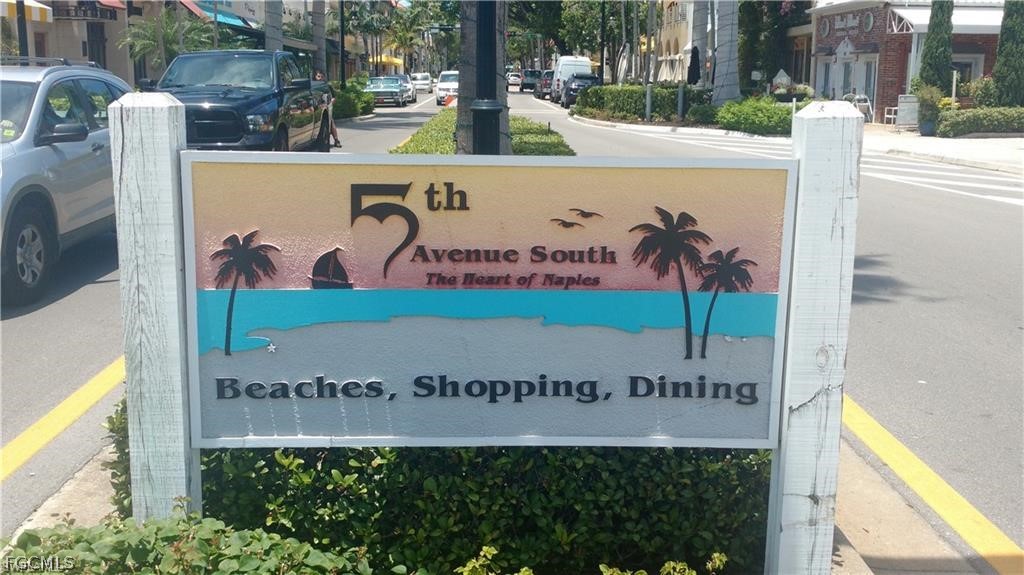 5th
Avenue South
The Heart of Naples
Beaches, Shopping, Dining
FGCMLS